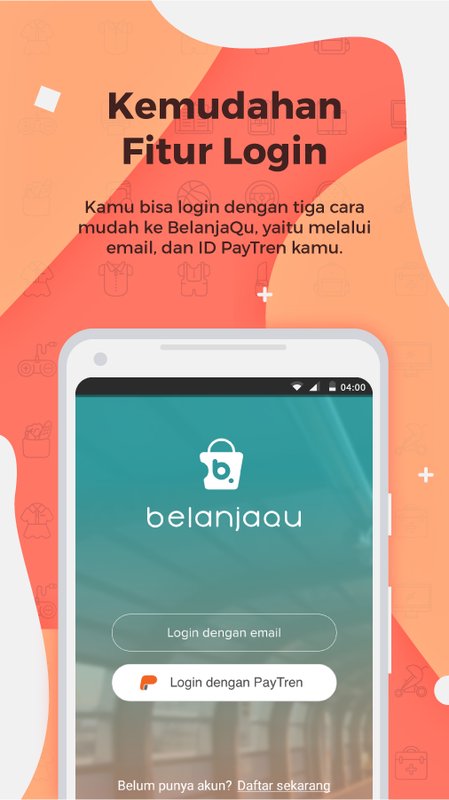 Kemudahan
Fitur Login
Kamu bisa login dengan tiga cara
mudah ke BelanjaQu, yaitu melalui
email, dan ID PayTren kamu.
04:00
b.
belanjaQu
Login dengan email
Login dengan PayTren
Belum punya akun? Daftar sekarang